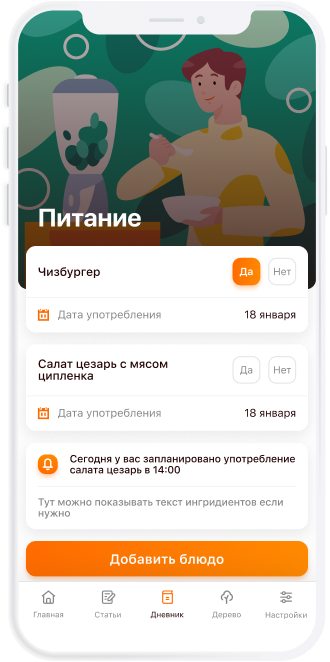 Питание
Чизбургер
Да
Нет
Дата употребления
18 января
Салат цезарь с мясом
ципленка
Да
Нет
Дата употребления
18 января
Сегодня у вас запланировано употребление
салата цезарь в 14:00
Тут можно показывать текст ингридиентов если
нужно
Добавить блюдо
Главная
Статьи
Дневник
Дерево
Настройки